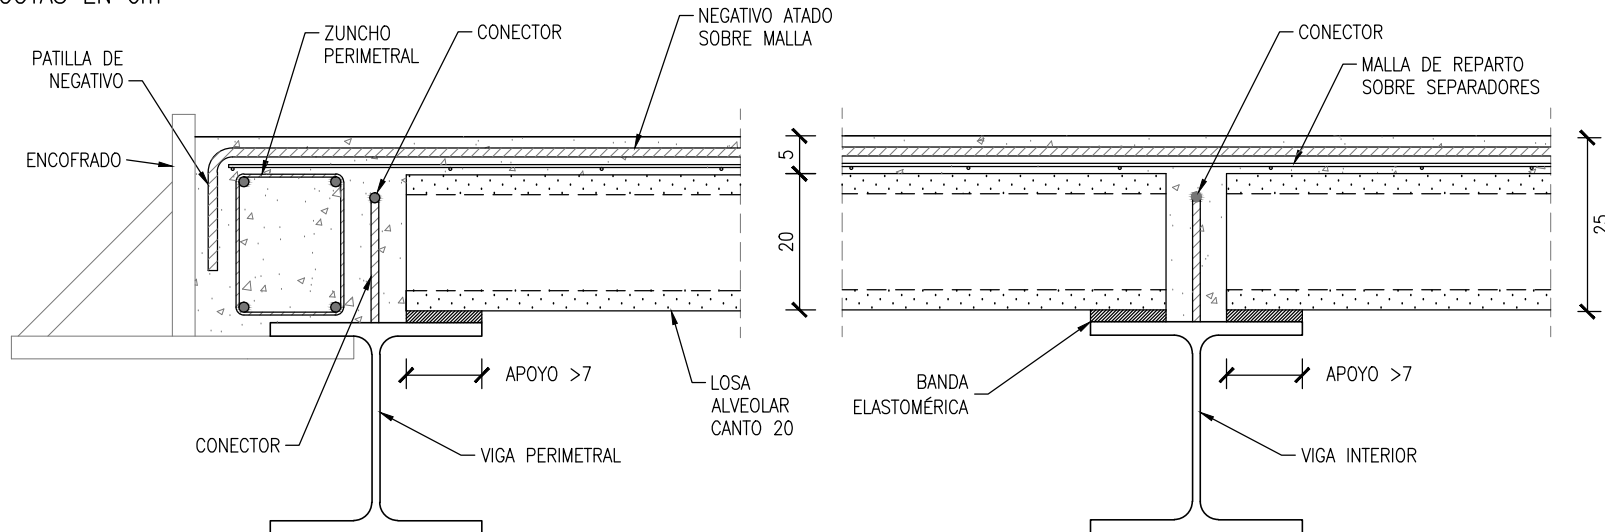 COTAS EN cm
ZUNCHO
PERIMETRAL
CONECTOR
NEGATIVO ATADO
SOBRE MALLA
CONECTOR
PATILLA DE
NEGATIVO
MALLA DE REPARTO
SOBRE SEPARADORES
ENCOFRADO
5
20
25
APOYO >7
APOYO >7
LOSA
ALVEOLAR
CANTO 20
BANDA
ELASTOMÉRICA
CONECTOR
VIGA PERIMETRAL
VIGA INTERIOR